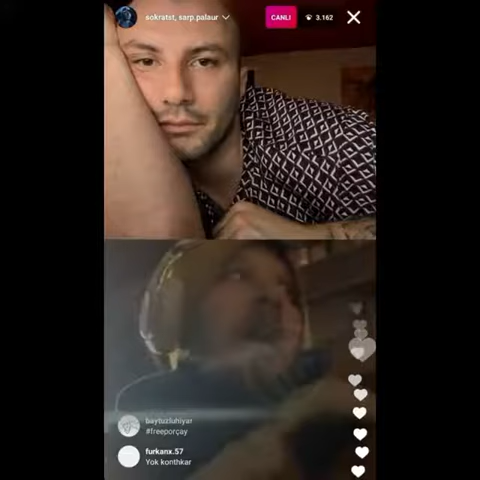 sokratst, sarp.palaur
CANLI
3.162
baytuzluhiyar
#freeporçay
furkanx.57
Yok konthkar